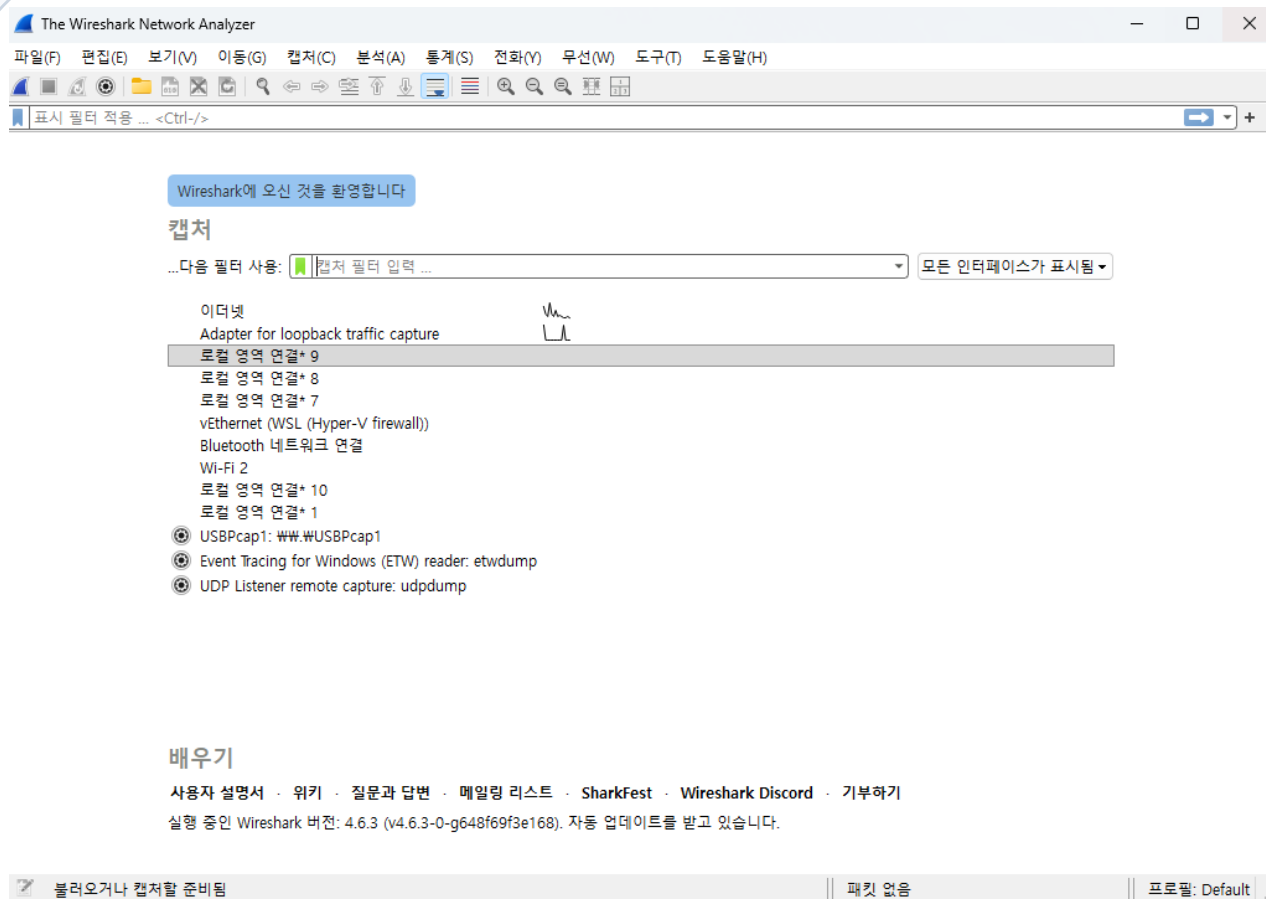 The Wireshark Network Analyzer
파일(F) 편집(E) 보기(V) 이동(G) 캡처(C) 분석(A) 통계(S) 전화(Y) 무선(W) 도구(T) 도움말(H)
표시 필터 적용 ... <Ctrl-/>
Wireshark에 오신 것을 환영합니다
캡처
...다음 필터 사용: 캡처 필터 입력 ... 모든 인터페이스가 표시됨
이더넷
Adapter for loopback traffic capture
로컬 영역 연결* 9
로컬 영역 연결* 8
로컬 영역 연결* 7
vEthernet (WSL (Hyper-V firewall))
Bluetooth 네트워크 연결
Wi-Fi 2
로컬 영역 연결* 10
로컬 영역 연결* 1
USBPcap1: ₩₩.₩USBPcap1
Event Tracing for Windows (ETW) reader: etwdump
UDP Listener remote capture: udpdump
배우기
사용자 설명서 · 위키 · 질문과 답변 · 메일링 리스트 · SharkFest · Wireshark Discord · 기부하기
실행 중인 Wireshark 버전: 4.6.3 (v4.6.3-0-g648f69f3e168). 자동 업데이트를 받고 있습니다.
불러오거나 캡처할 준비됨 패킷 없음 프로필: Default